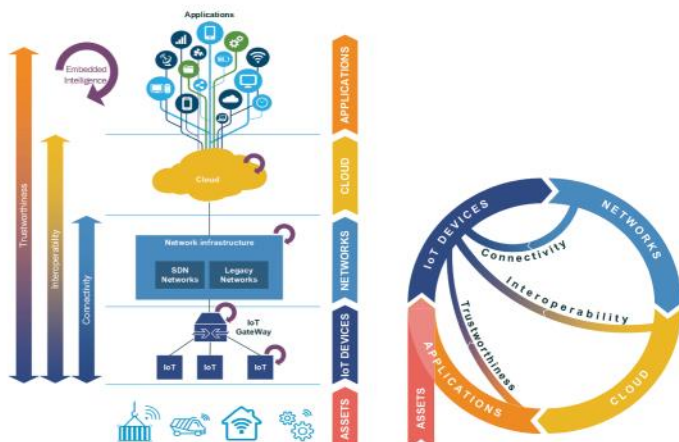 Applications
Embedded
Intelligence
Trustworthiness
Interoperability
Connectivity
Cloud
Network infrastructure
SDN
Networks
Legacy
Networks
IoT
GateWay
IoT
IoT
IoT
APPLICATIONS
CLOUD
NETWORKS
IoT DEVICES
ASSETS
IoT DEVICES
NETWORKS
Connectivity
Interoperability
Trustworthiness
CLOUD
APPLICATIONS
ASSETS